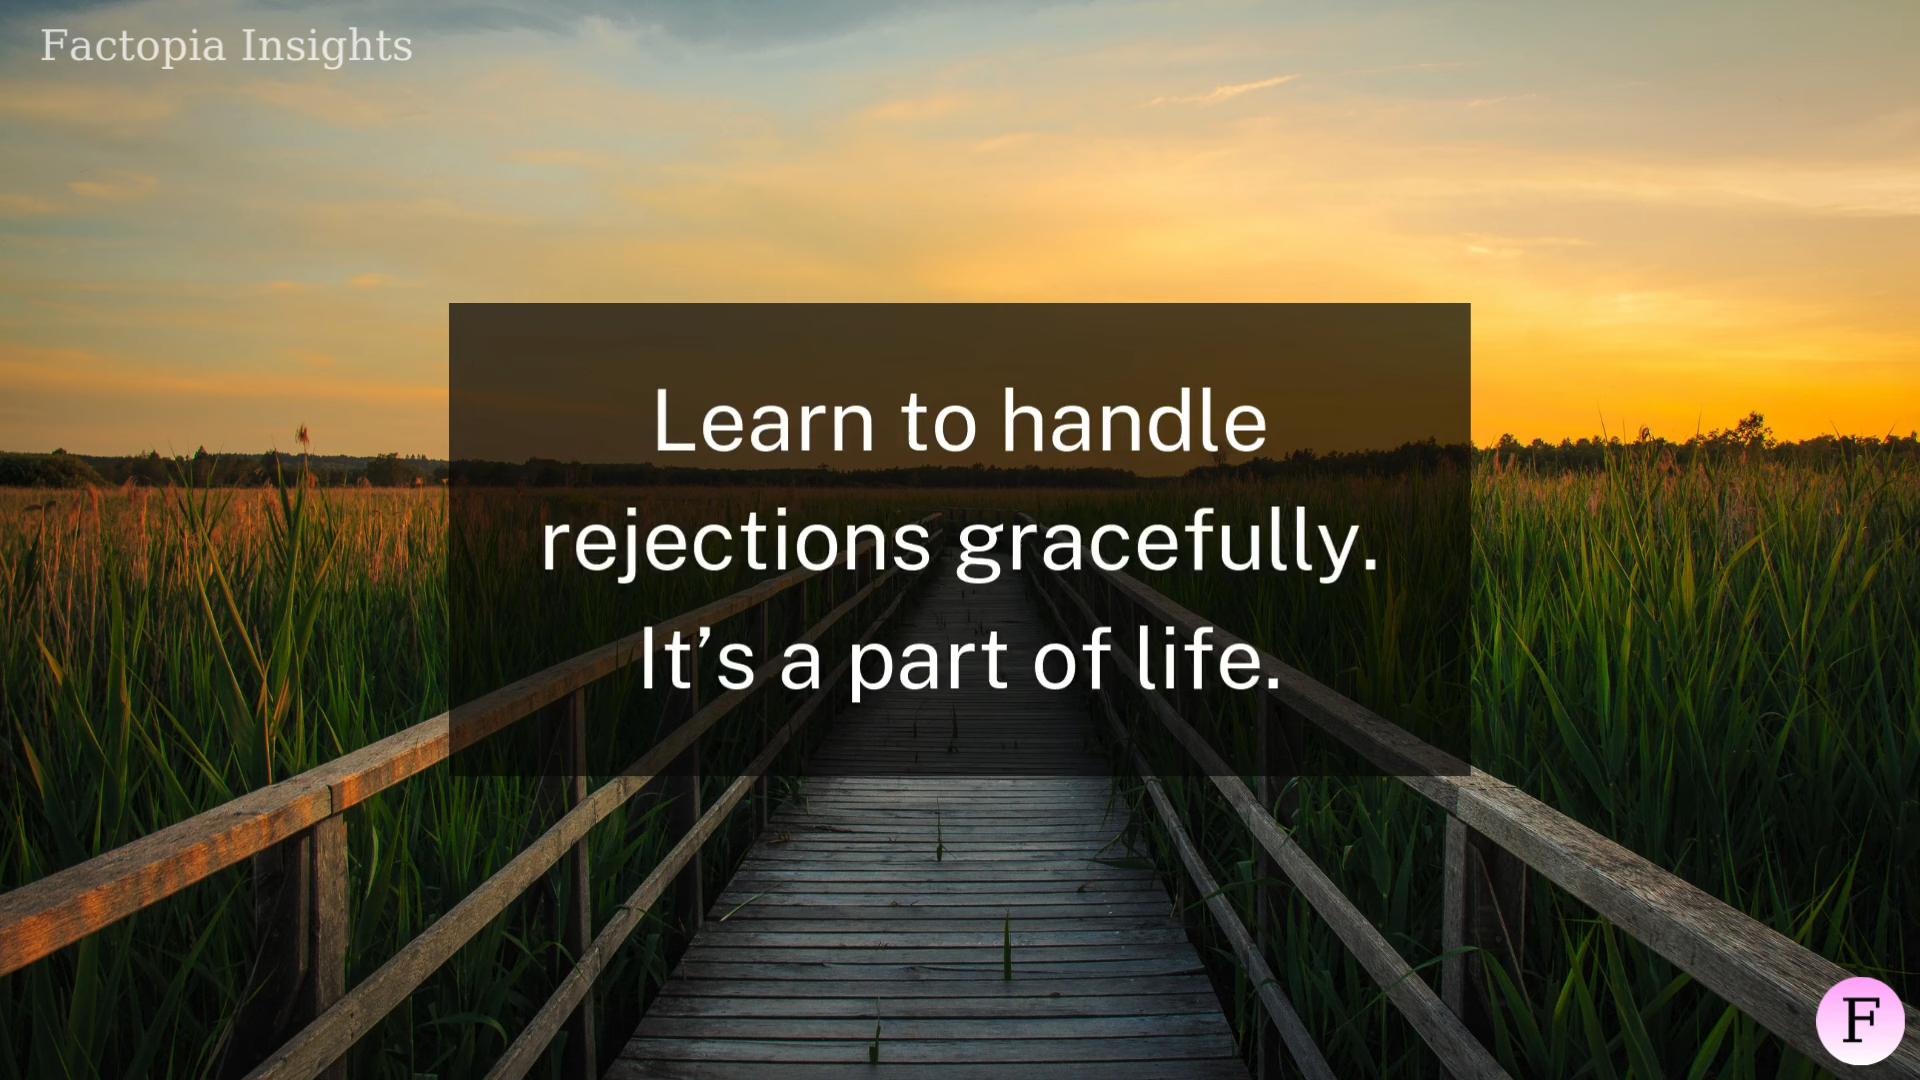 Factopia Insights
Learn to handle
rejections gracefully.
It’s a part of life.
F